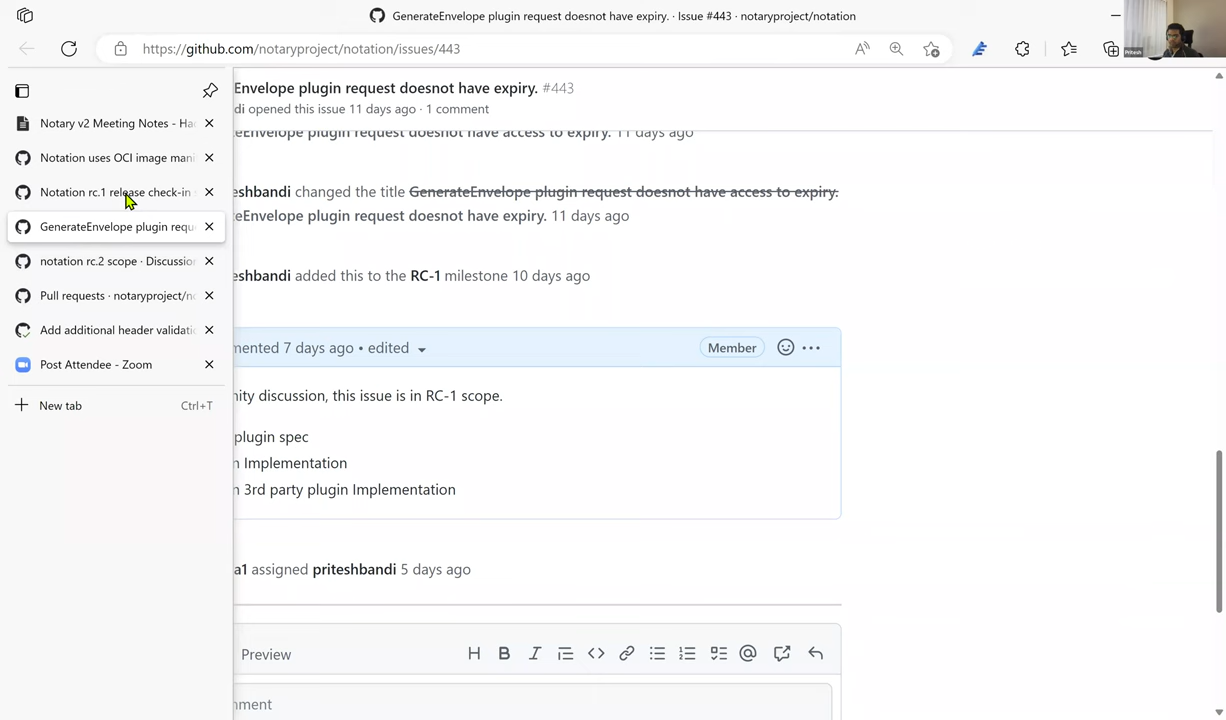 GenerateEnvelope plugin request doesnot have expiry. · Issue #443 · notaryproject/notation
https://github.com/notaryproject/notation/issues/443
Pritesh
Notary v2 Meeting Notes - Ha
Notation uses OCI image mani
Notation rc.1 release check-in
GenerateEnvelope plugin requ
notation rc.2 scope · Discussion
Pull requests · notaryproject/no
Add additional header validatio
Post Attendee - Zoom
New tab Ctrl+T
Envelope plugin request doesnot have expiry. #443
di opened this issue 11 days ago · 1 comment
eEnvelope plugin request doesnot have access to expiry. 11 days ago
eshbandi changed the title GenerateEnvelope plugin request doesnot have access to expiry.
eEnvelope plugin request doesnot have expiry. 11 days ago
eshbandi added this to the RC-1 milestone 10 days ago
mented 7 days ago • edited
Member
ity discussion, this issue is in RC-1 scope.
plugin spec
n Implementation
n 3rd party plugin Implementation
a1 assigned priteshbandi 5 days ago
Preview
H B I
mment